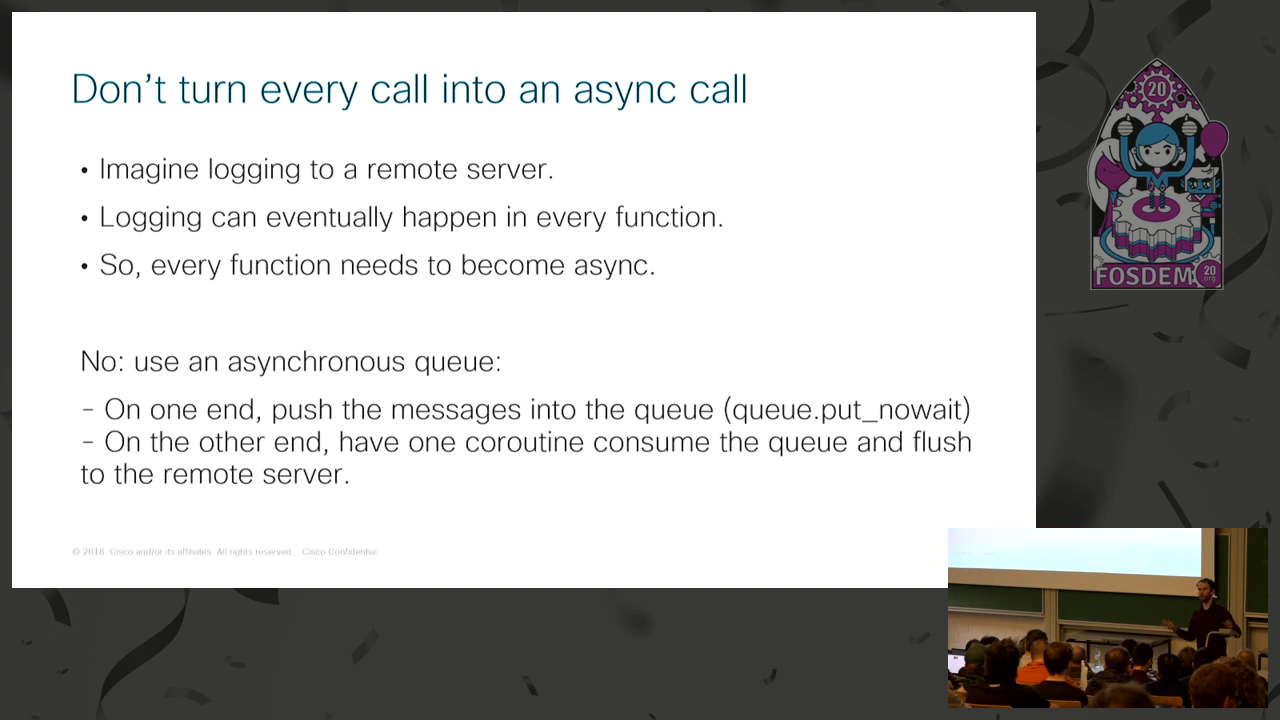 Don't turn every call into an async call
• Imagine logging to a remote server.
• Logging can eventually happen in every function.
• So, every function needs to become async.
No: use an asynchronous queue:
- On one end, push the messages into the queue (queue.put_nowait)
- On the other end, have one coroutine consume the queue and flush
to the remote server.
© 2018 Cisco and/or its affiliates. All rights reserved. Cisco Confidential
20
FOSDEM
20
.org